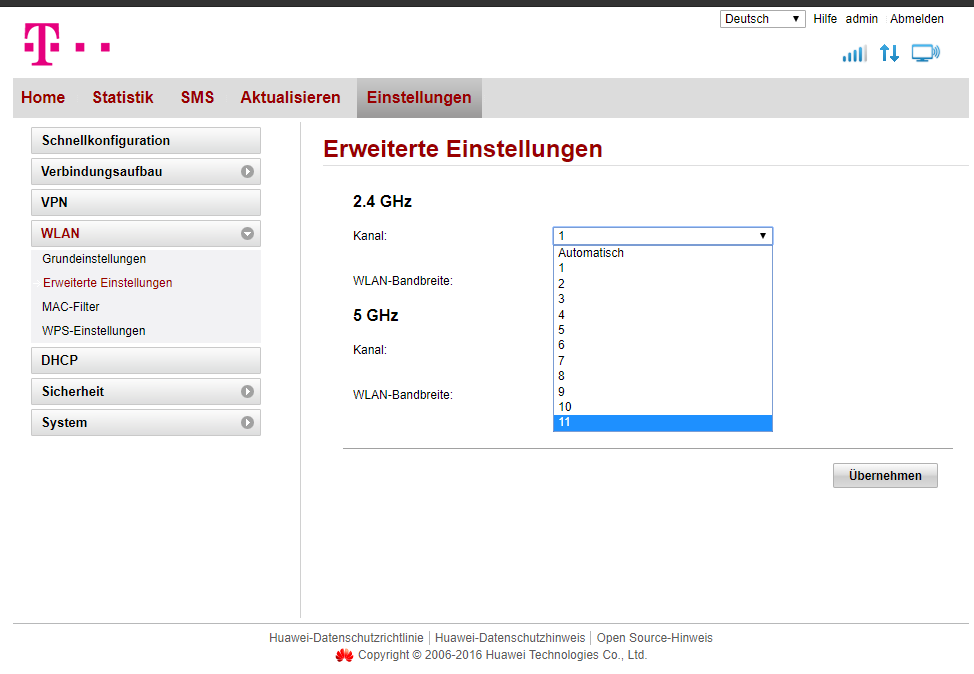 Deutsch Hilfe admin Abmelden
T
Home Statistik SMS Aktualisieren Einstellungen
Schnellkonfiguration
Verbindungsaufbau
VPN
WLAN
Grundeinstellungen
Erweiterte Einstellungen
MAC-Filter
WPS-Einstellungen
DHCP
Sicherheit
System
Erweiterte Einstellungen
2.4 GHz
Kanal: 1
Automatisch
1
2
3
4
5
6
7
8
9
10
11
WLAN-Bandbreite:
5 GHz
Kanal:
WLAN-Bandbreite:
Übernehmen
Huawei-Datenschutzrichtlinie Huawei-Datenschutzhinweis Open Source-Hinweis
Copyright © 2006-2016 Huawei Technologies Co., Ltd.